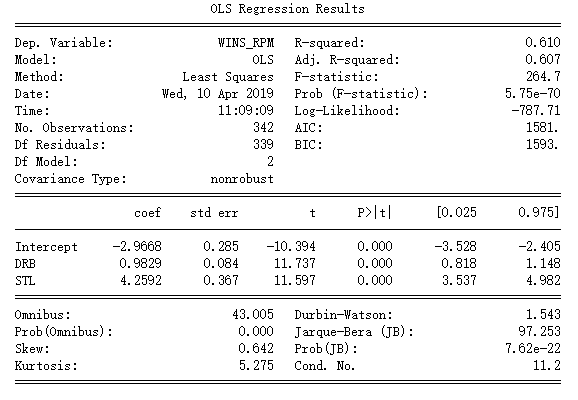 OLS Regression Results
Dep. Variable: WINS_RPM R-squared: 0.610
Model: OLS Adj. R-squared: 0.607
Method: Least Squares F-statistic: 264.7
Date: Wed, 10 Apr 2019 Prob (F-statistic): 5.75e-70
Time: 11:09:09 Log-Likelihood: -787.71
No. Observations: 342 AIC: 1581.
Df Residuals: 339 BIC: 1593.
Df Model: 2
Covariance Type: nonrobust
coef std err t P>|t| [0.025 0.975]
Intercept -2.9668 0.285 -10.394 0.000 -3.528 -2.405
DRB 0.9829 0.084 11.737 0.000 0.818 1.148
STL 4.2592 0.367 11.597 0.000 3.537 4.982
Omnibus: 43.005 Durbin-Watson: 1.543
Prob(Omnibus): 0.000 Jarque-Bera (JB): 97.253
Skew: 0.642 Prob(JB): 7.62e-22
Kurtosis: 5.275 Cond. No. 11.2